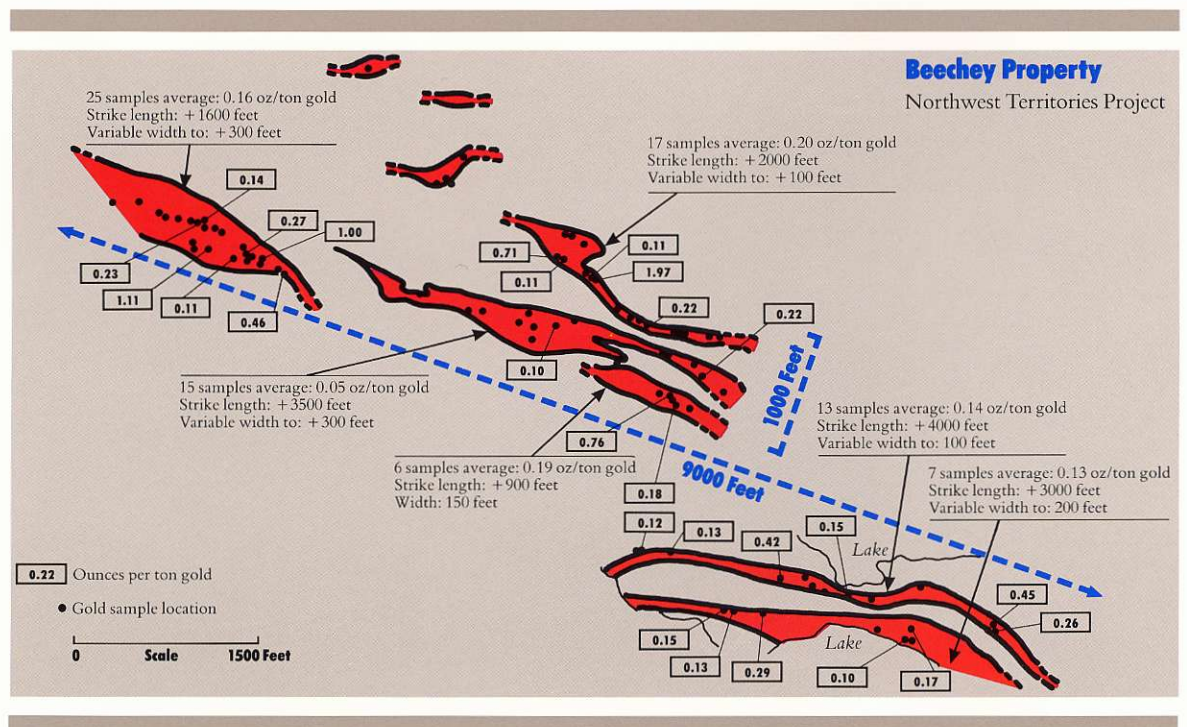 Beechey Property
Northwest Territories Project
25 samples average: 0.16 oz/ton gold
Strike length: +1600 feet
Variable width to: +300 feet
17 samples average: 0.20 oz/ton gold
Strike length: +2000 feet
Variable width to: +100 feet
0.14
0.27
1.00
0.23
1.11
0.11
0.46
0.71
0.11
0.11
1.97
0.22
0.22
0.10
1000 Feet
15 samples average: 0.05 oz/ton gold
Strike length: +3500 feet
Variable width to: +300 feet
13 samples average: 0.14 oz/ton gold
Strike length: +4000 feet
Variable width to: 100 feet
0.76
6 samples average: 0.19 oz/ton gold
Strike length: +900 feet
Width: 150 feet
9000 Feet
7 samples average: 0.13 oz/ton gold
Strike length: +3000 feet
Variable width to: 200 feet
0.18
0.12
0.13
0.42
0.15
Lake
0.45
0.26
0.15
0.13
0.29
Lake
0.10
0.17
0.22 Ounces per ton gold
Gold sample location
0 Scale 1500 Feet